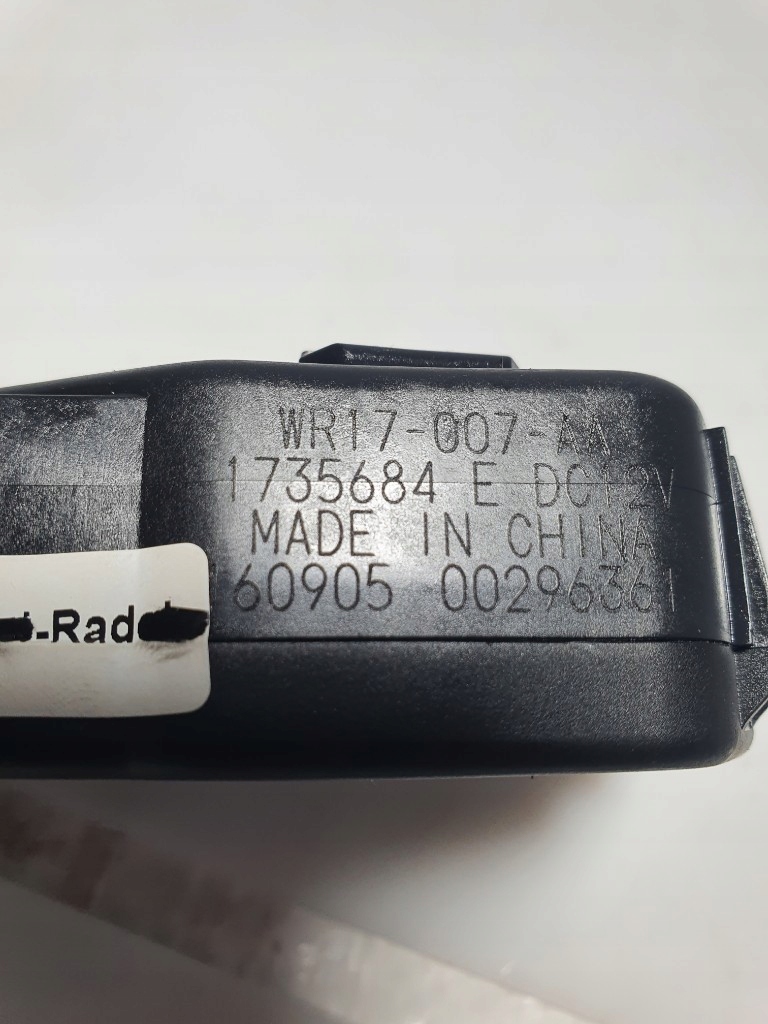 WR17-007-AA
1735684 E DC12V
MADE IN CHINA
160905 00296361
-Rad